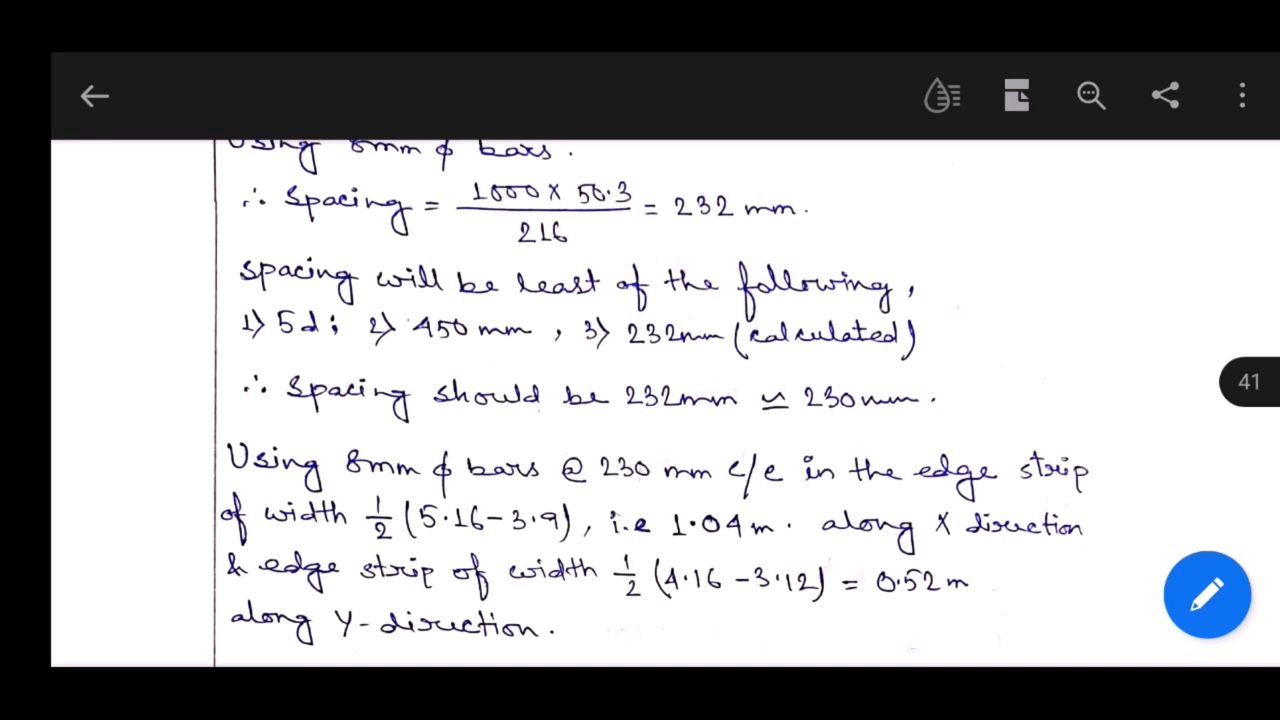 Using 8mm ϕ bars.
∴ Spacing = 1000 × 50.3 / 216 = 232 mm.
Spacing will be least of the following,
1) 5d; 2) 450 mm, 3) 232mm (calculated)
∴ Spacing should be 232mm ≃ 230mm.
Using 8mm ϕ bars @ 230 mm c/c in the edge strip
of width 1/2 (5.16 - 3.9), i.e 1.04 m. along X direction
& edge strip of width 1/2 (4.16 - 3.12) = 0.52 m
along Y-direction.
41